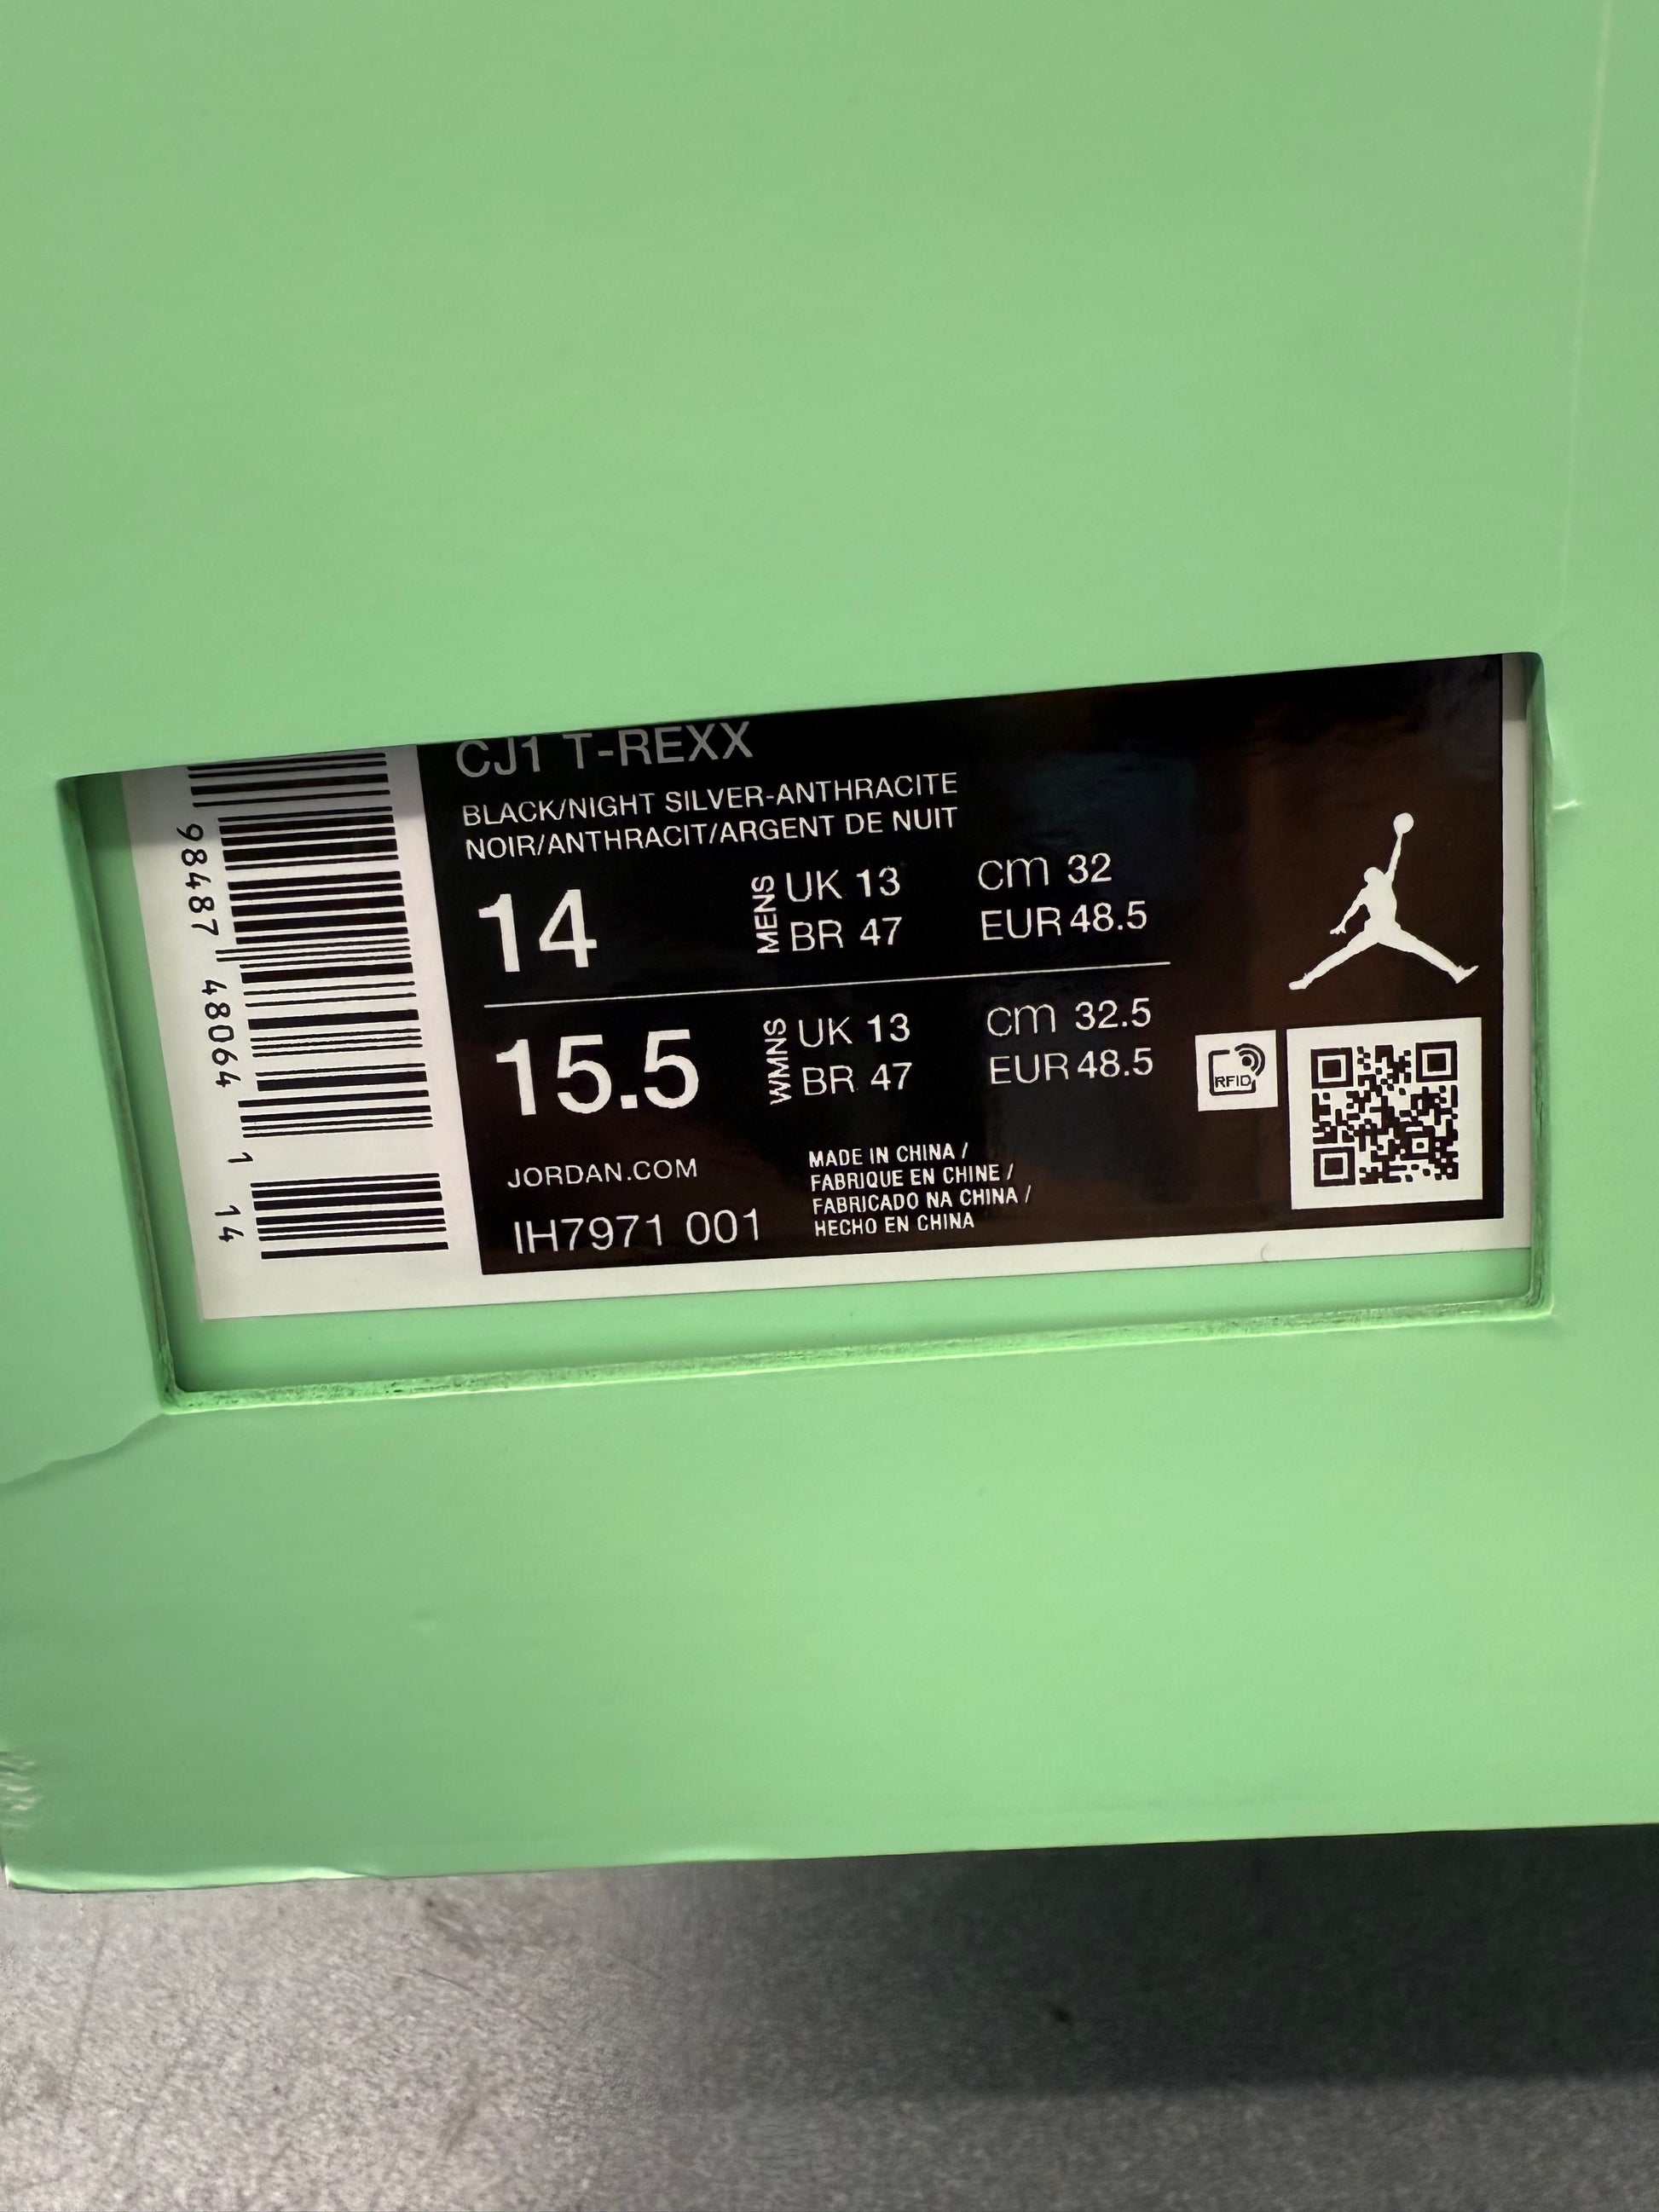 CJ1 T-REXX
BLACK/NIGHT SILVER-ANTHRACITE
NOIR/ANTHRACIT/ARGENT DE NUIT
14
MENS
UK 13
BR 47
cm 32
EUR 48.5
15.5
WMNS
UK 13
BR 47
cm 32.5
EUR 48.5
RFID
JORDAN.COM
IH7971 001
MADE IN CHINA /
FABRIQUE EN CHINE /
FABRICADO NA CHINA /
HECHO EN CHINA
98487 48064 1 14